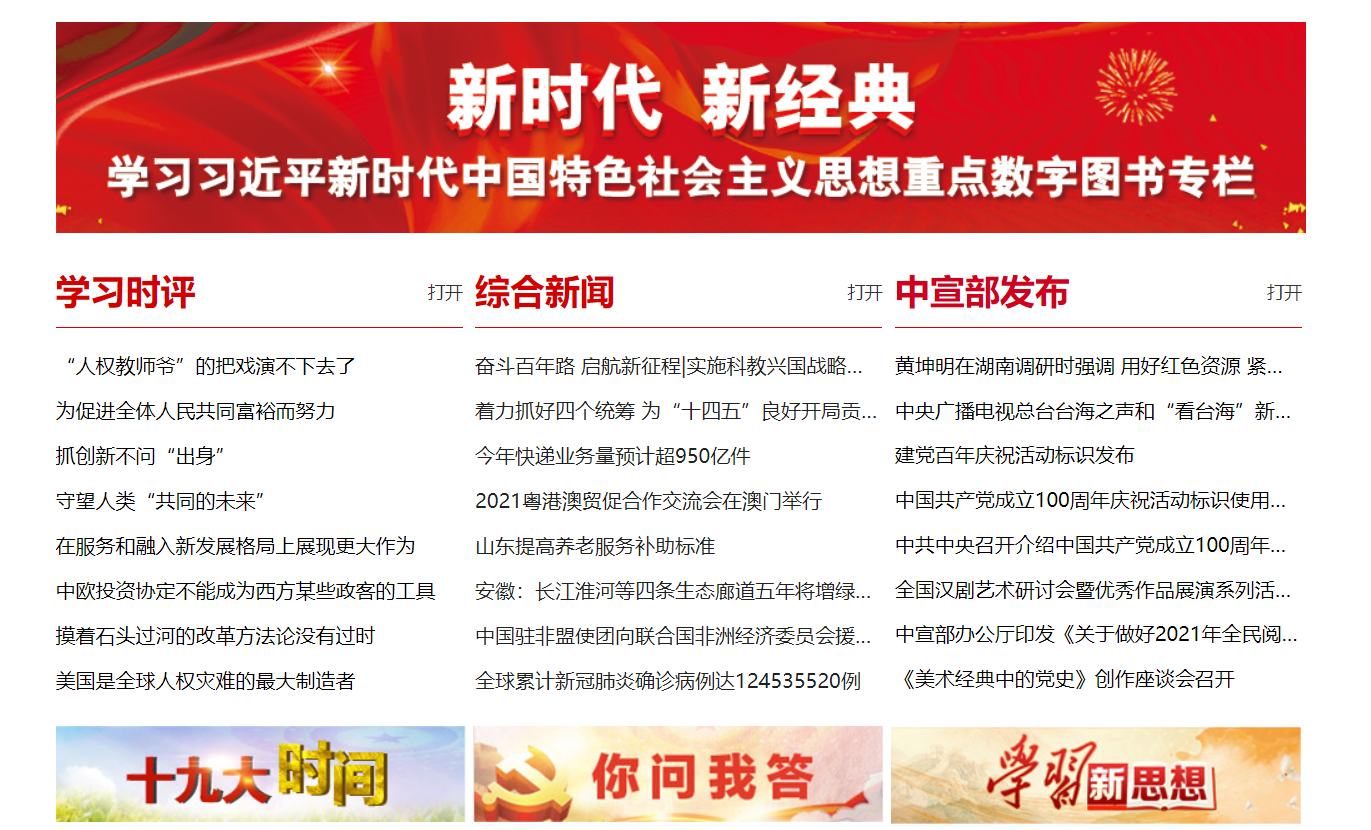 新时代 新经典
学习习近平新时代中国特色社会主义思想重点数字图书专栏
学习时评
打开
“人权教师爷”的把戏演不下去了
为促进全体人民共同富裕而努力
抓创新不问“出身”
守望人类“共同的未来”
在服务和融入新发展格局上展现更大作为
中欧投资协定不能成为西方某些政客的工具
摸着石头过河的改革方法论没有过时
美国是全球人权灾难的最大制造者
综合新闻
打开
奋斗百年路 启航新征程|实施科教兴国战略...
着力抓好四个统筹 为“十四五”良好开局贡...
今年快递业务量预计超950亿件
2021粤港澳贸促合作交流会在澳门举行
山东提高养老服务补助标准
安徽：长江淮河等四条生态廊道五年将增绿...
中国驻非盟使团向联合国非洲经济委员会援...
全球累计新冠肺炎确诊病例达124535520例
中宣部发布
打开
黄坤明在湖南调研时强调 用好红色资源 紧...
中央广播电视总台台海之声和“看台海”新...
建党百年庆祝活动标识发布
中国共产党成立100周年庆祝活动标识使用...
中共中央召开介绍中国共产党成立100周年...
全国汉剧艺术研讨会暨优秀作品展演系列活...
中宣部办公厅印发《关于做好2021年全民阅...
《美术经典中的党史》创作座谈会召开
十九大时间
你问我答
學習新思想